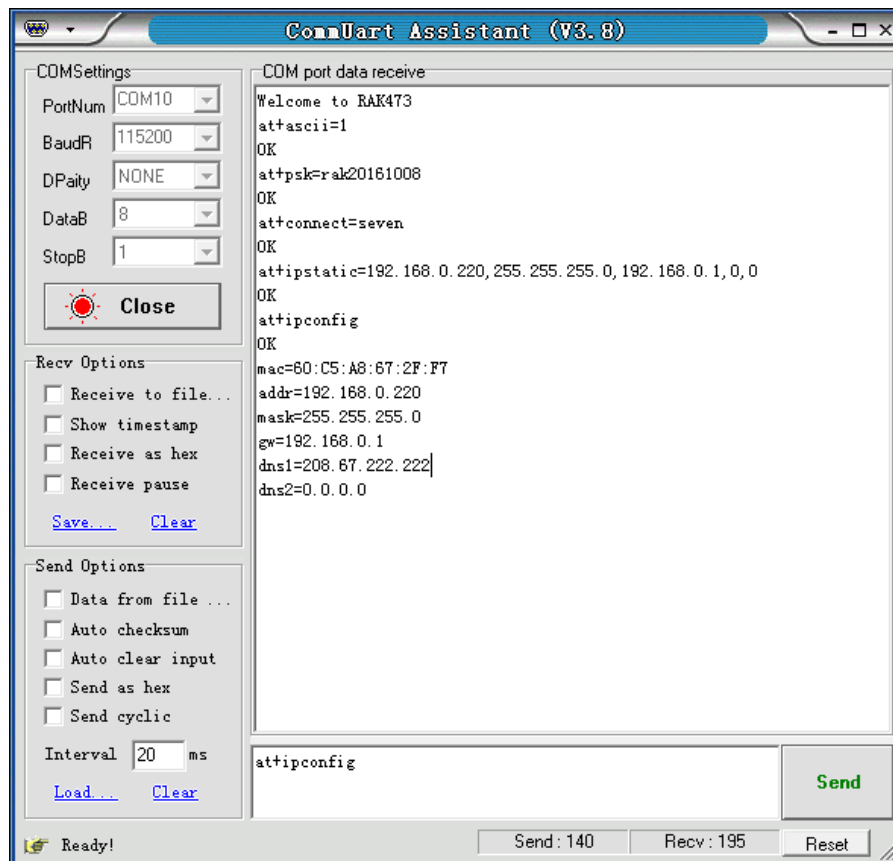 CommUart Assistant (V3.8)
COMSettings
PortNum COM10
BaudR 115200
DPaity NONE
DataB 8
StopB 1
Close
Recv Options
Receive to file...
Show timestamp
Receive as hex
Receive pause
Save... Clear
Send Options
Data from file ...
Auto checksum
Auto clear input
Send as hex
Send cyclic
Interval 20 ms
Load... Clear
COM port data receive
Welcome to RAK473
at+ascii=1
OK
at+psk=rak20161008
OK
at+connect=seven
OK
at+ipstatic=192.168.0.220,255.255.255.0,192.168.0.1,0,0
OK
at+ipconfig
OK
mac=60:C5:A8:67:2F:F7
addr=192.168.0.220
mask=255.255.255.0
gw=192.168.0.1
dns1=208.67.222.222
dns2=0.0.0.0
at+ipconfig
Send
Ready!
Send : 140
Recv : 195
Reset